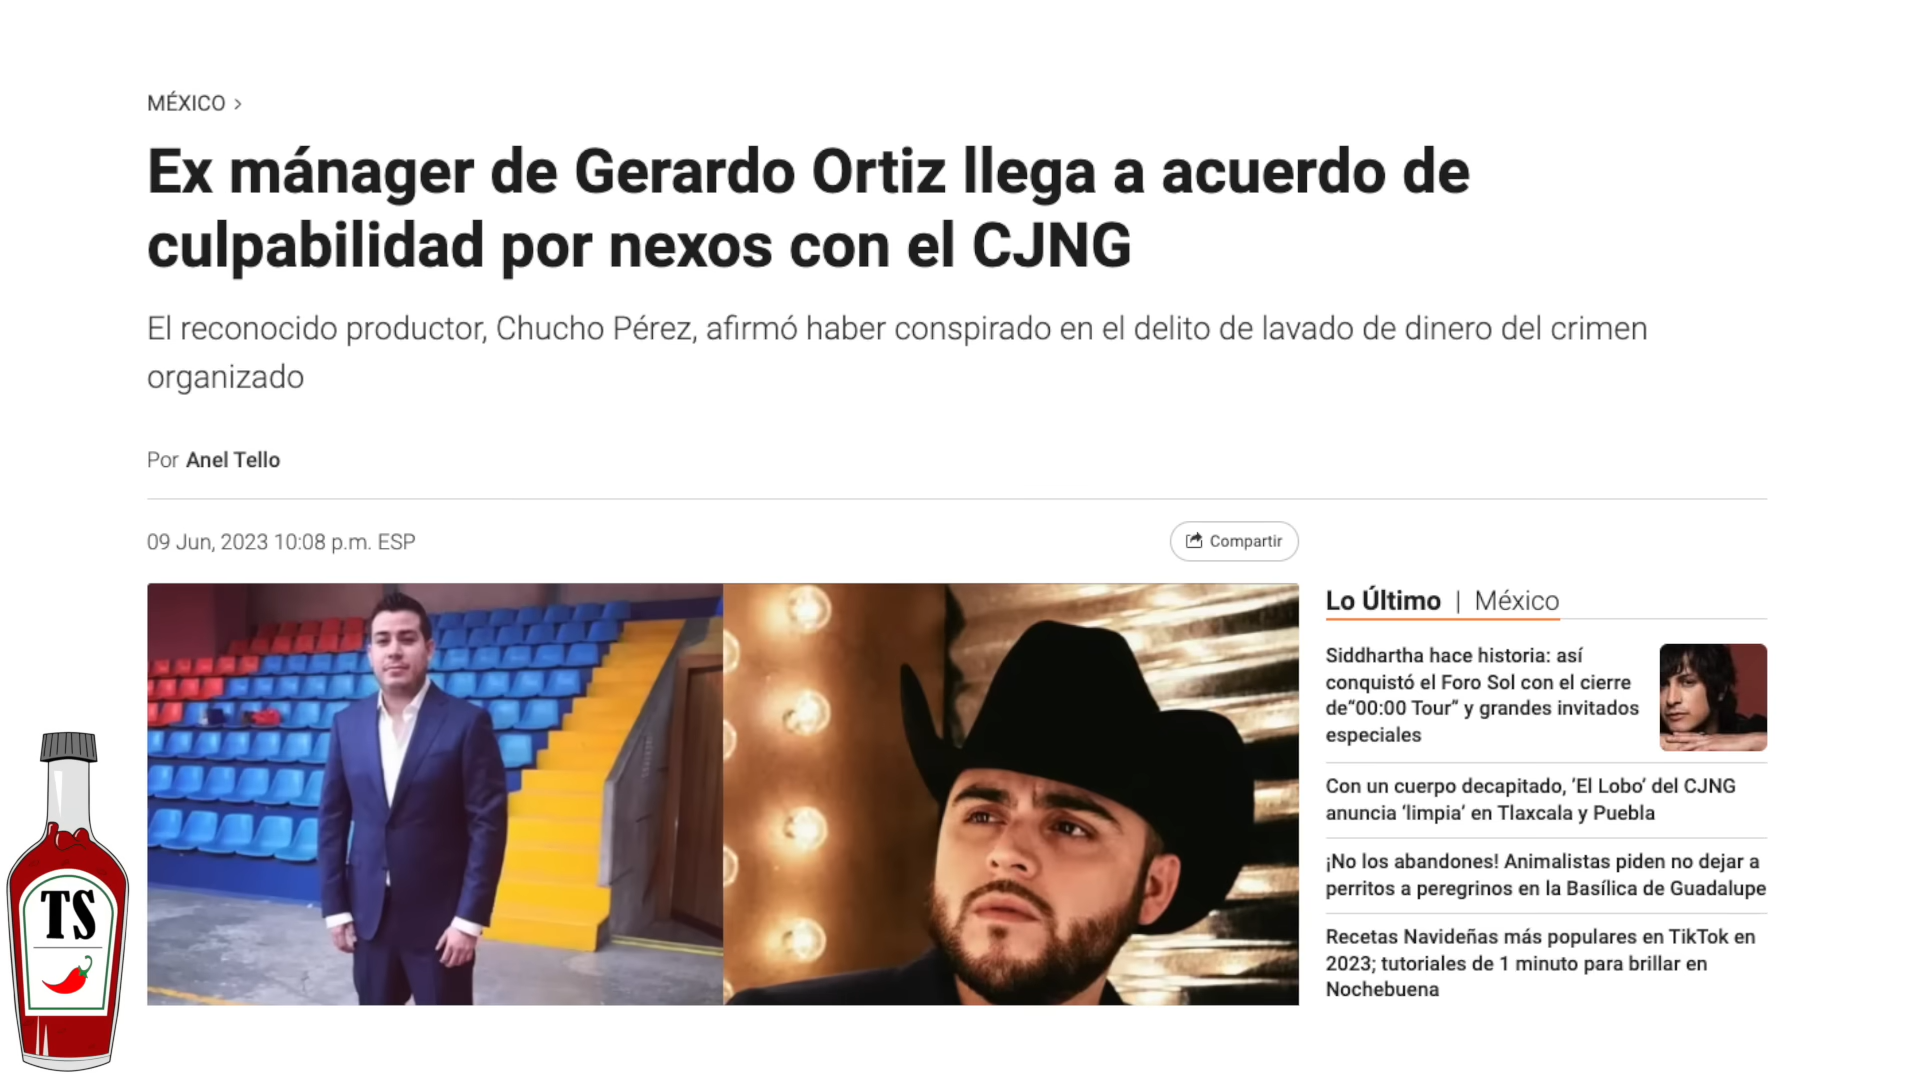 MÉXICO >
Ex mánager de Gerardo Ortiz llega a acuerdo de
culpabilidad por nexos con el CJNG
El reconocido productor, Chucho Pérez, afirmó haber conspirado en el delito de lavado de dinero del crimen
organizado
Por Anel Tello
09 Jun, 2023 10:08 p.m. ESP
Compartir
Lo Último | México
Siddhartha hace historia: así
conquistó el Foro Sol con el cierre
de“00:00 Tour” y grandes invitados
especiales
Con un cuerpo decapitado, ‘El Lobo’ del CJNG
anuncia ‘limpia’ en Tlaxcala y Puebla
¡No los abandones! Animalistas piden no dejar a
perritos a peregrinos en la Basílica de Guadalupe
Recetas Navideñas más populares en TikTok en
2023; tutoriales de 1 minuto para brillar en
Nochebuena
TS